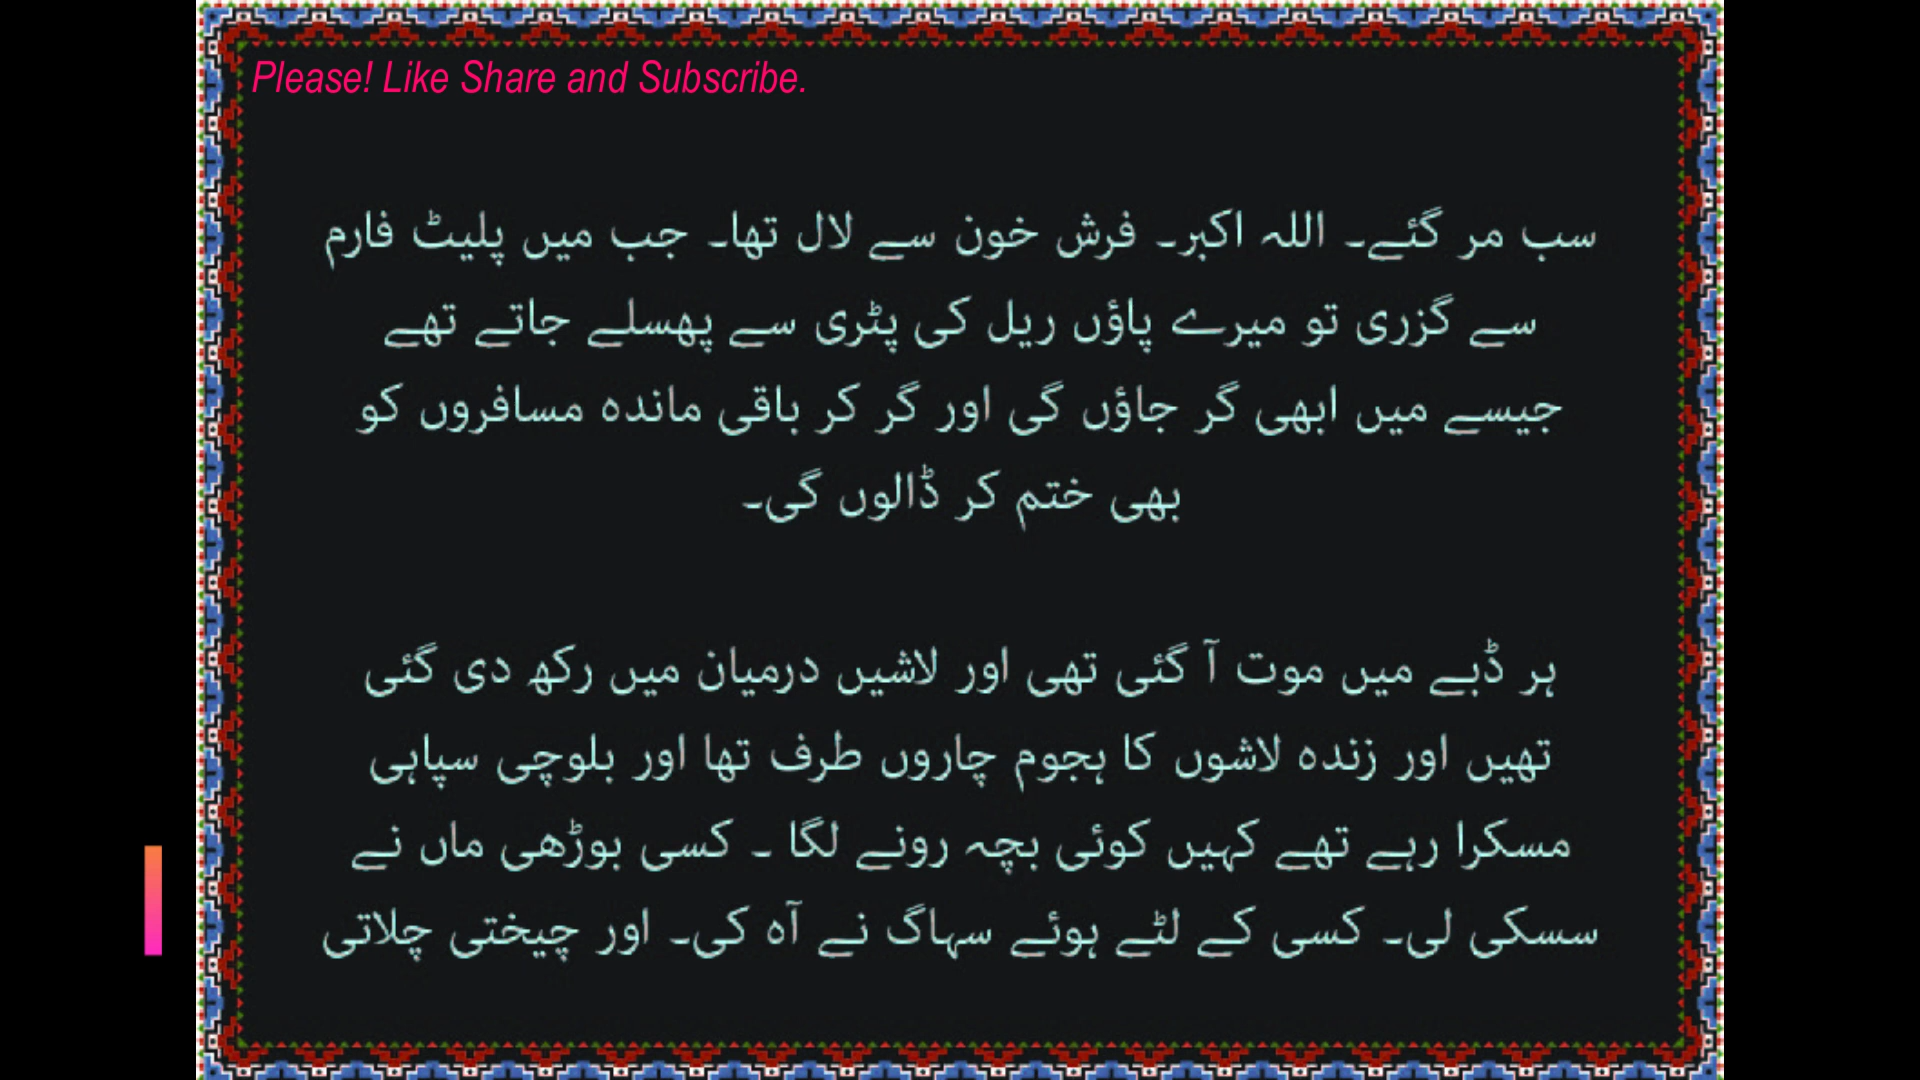 Please! Like Share and Subscribe.
سب مر گئے۔ اللہ اکبر۔ فرش خون سے لال تھا۔ جب میں پلیٹ فارم
سے گزری تو میرے پاؤں ریل کی پٹری سے پھسلے جاتے تھے
جیسے میں ابھی گر جاؤں گی اور گر کر باقی ماندہ مسافروں کو
بھی ختم کر ڈالوں گی۔
ہر ڈبے میں موت آ گئی تھی اور لاشیں درمیان میں رکھ دی گئی
تھیں اور زندہ لاشوں کا ہجوم چاروں طرف تھا اور بلوچی سپاہی
مسکرا رہے تھے کہیں کوئی بچہ رونے لگا ۔ کسی بوڑھی ماں نے
سسکی لی۔ کسی کے لٹے ہوئے سہاگ نے آہ کی۔ اور چیختی چلاتی